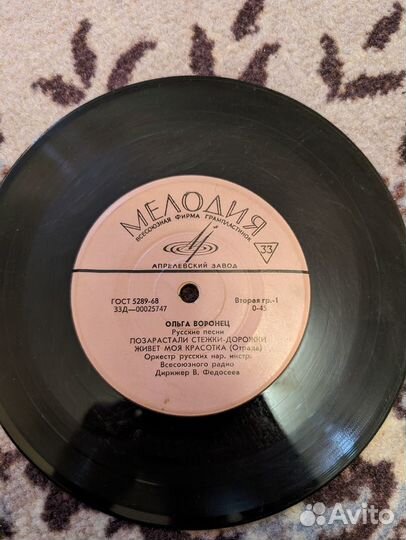 МЕЛОДИЯ
ВСЕСОЮЗНАЯ ФИРМА ГРАМПЛАСТИНОК
33
АПРЕЛЕВСКИЙ ЗАВОД
ГОСТ 5289-68 Вторая гр.-1
33Д—00025747 0-45
ОЛЬГА ВОРОНЕЦ
Русские песни
ПОЗАРАСТАЛИ СТЕЖКИ-ДОРОЖКИ
ЖИВЕТ МОЯ КРАСОТКА (Отрада)
Оркестр русских нар. инстр.
Всесоюзного радио
Дирижер В. Федосеев
Avito